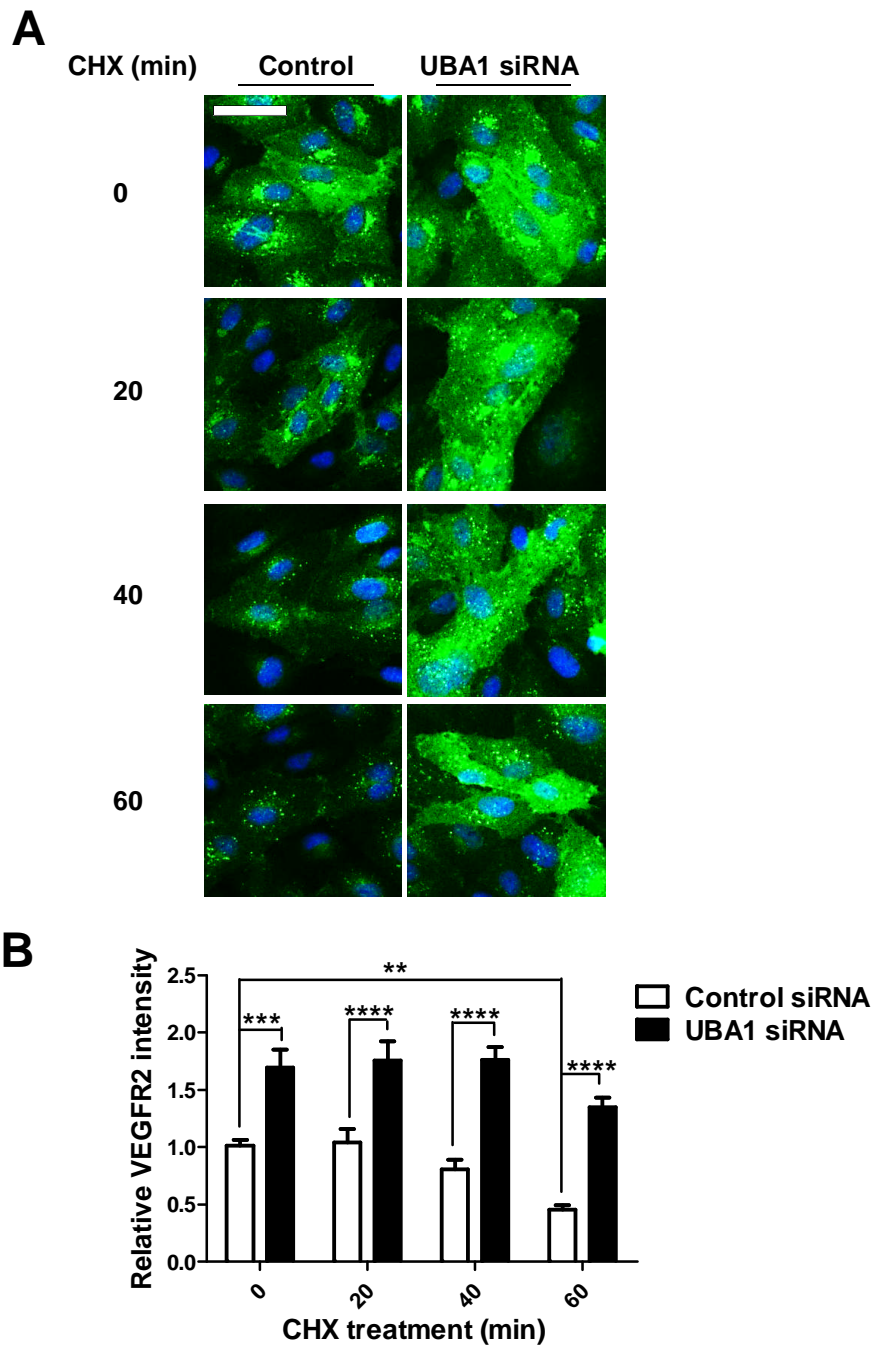 A
CHX (min) Control UBA1 siRNA
0
20
40
60
B
Relative VEGFR2 intensity
2.5
2.0
1.5
1.0
0.5
0.0
**
***
****
****
****
Control siRNA
UBA1 siRNA
0 20 40 60
CHX treatment (min)